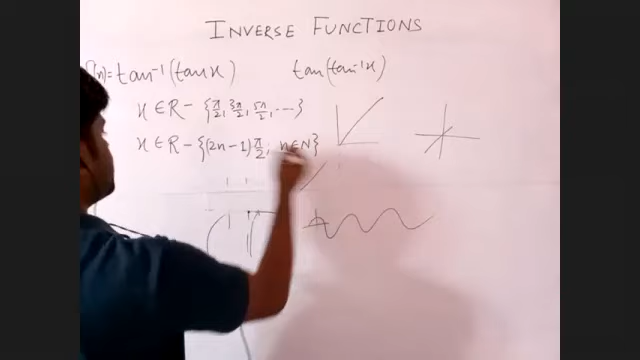 INVERSE FUNCTIONS
= tan⁻¹(tan x) tan(tan⁻¹x)
x ∈ R – {π/2, 3π/2, 5π/2, ---}
x ∈ R – {(2n–1)π/2; n ∈ N}